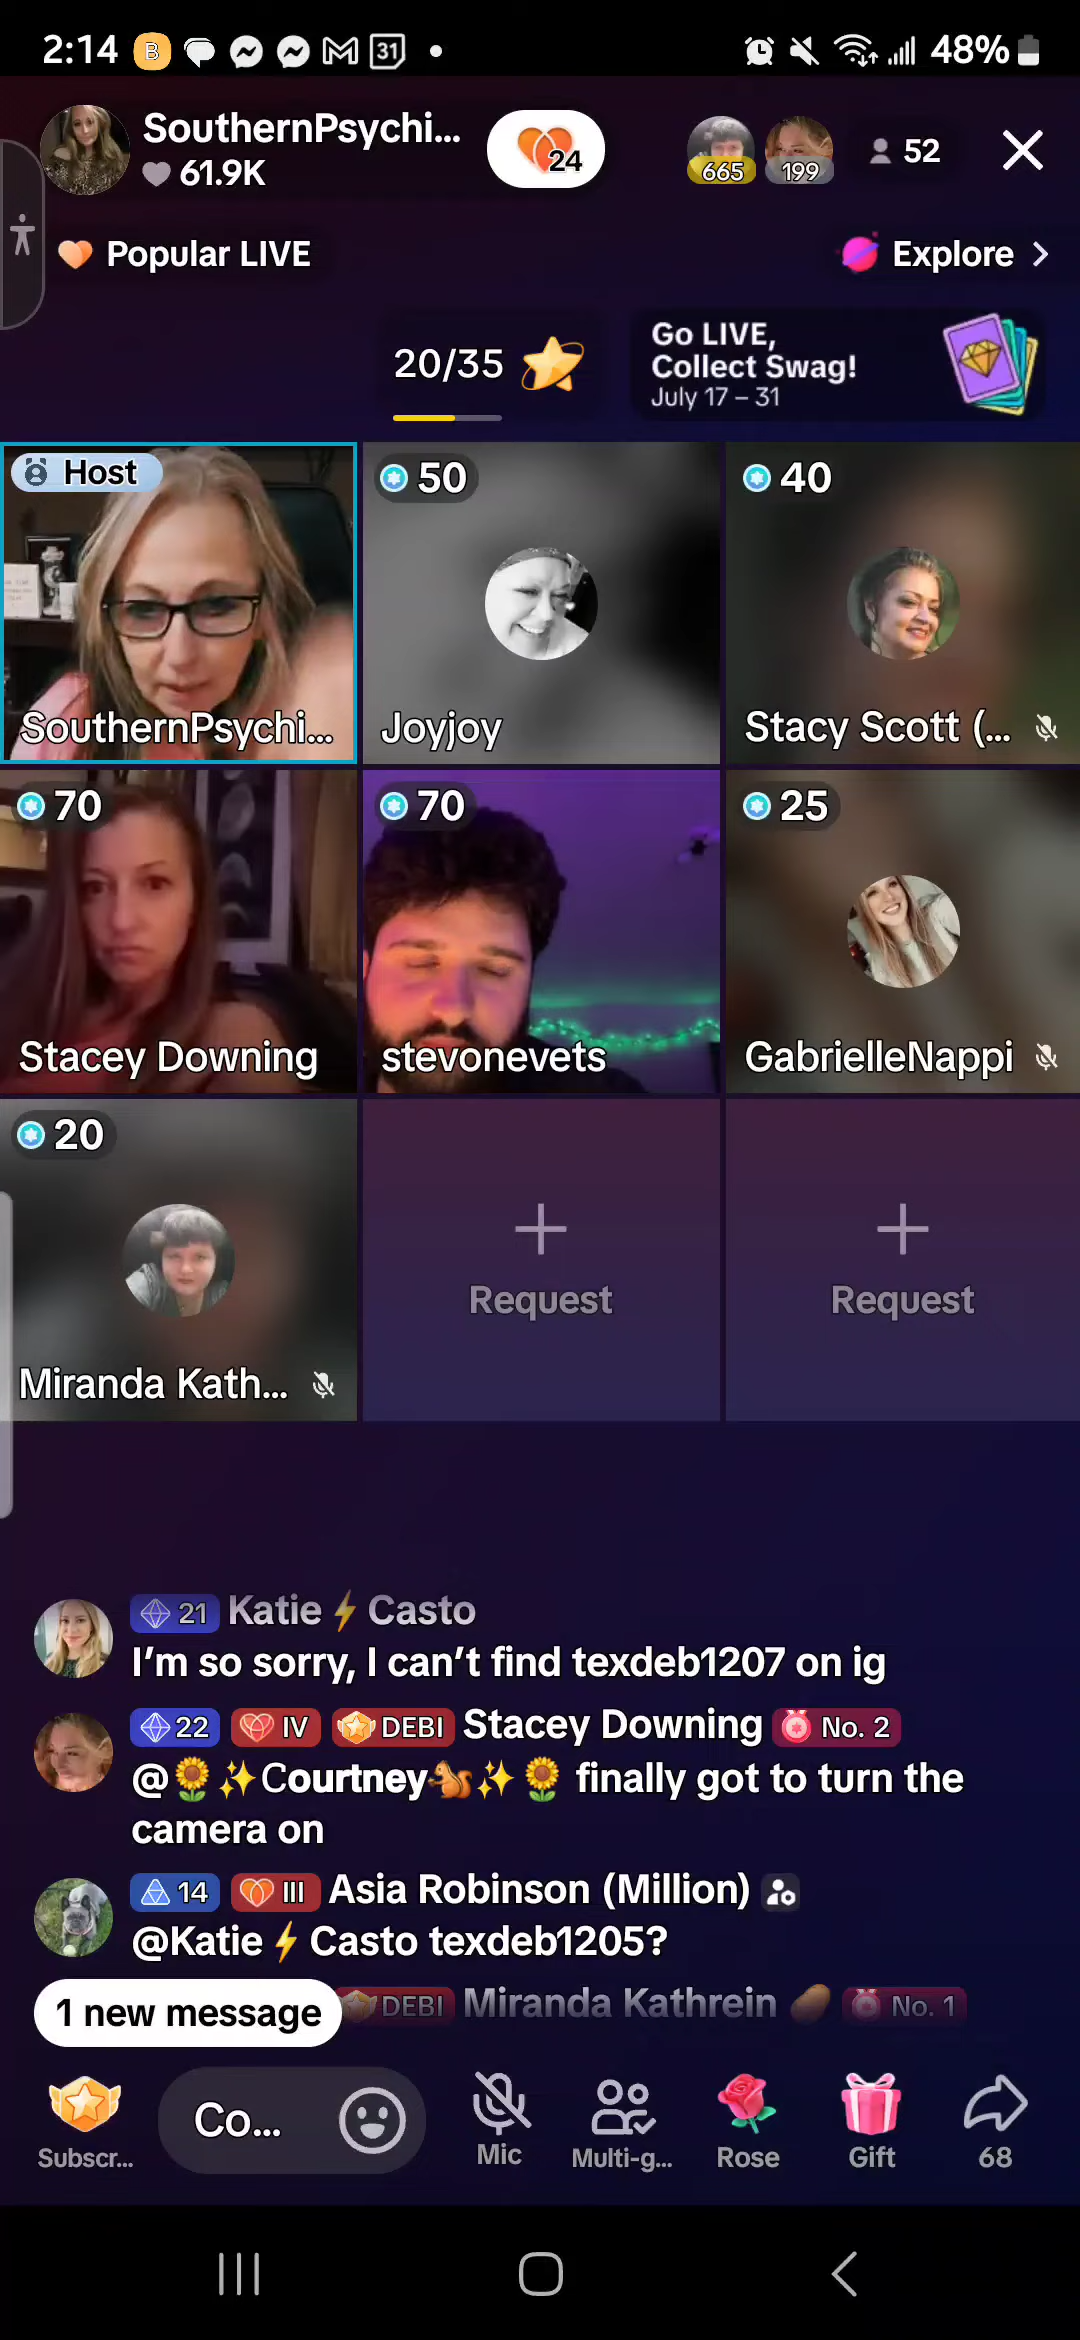 2:14 B 31 48%
SouthernPsychi...
61.9K
24
665 199 52
Popular LIVE
Explore
20/35
Go LIVE,
Collect Swag!
July 17 – 31
Host
50
40
SouthernPsychi...
Joyjoy
Stacy Scott (...
70
70
25
Stacey Downing
stevonevets
GabrielleNappi
20
Request
Request
Miranda Kath...
21 Katie⚡Casto
I’m so sorry, I can’t find texdeb1207 on ig
22 IV DEBI Stacey Downing No. 2
@🌻✨Courtney🐿✨🌻 finally got to turn the
camera on
14 III Asia Robinson (Million)
@Katie⚡Casto texdeb1205?
1 new message
DEBI Miranda Kathrein🥔 No. 1
Co...
Subscr...
Mic
Multi-g...
Rose
Gift
68